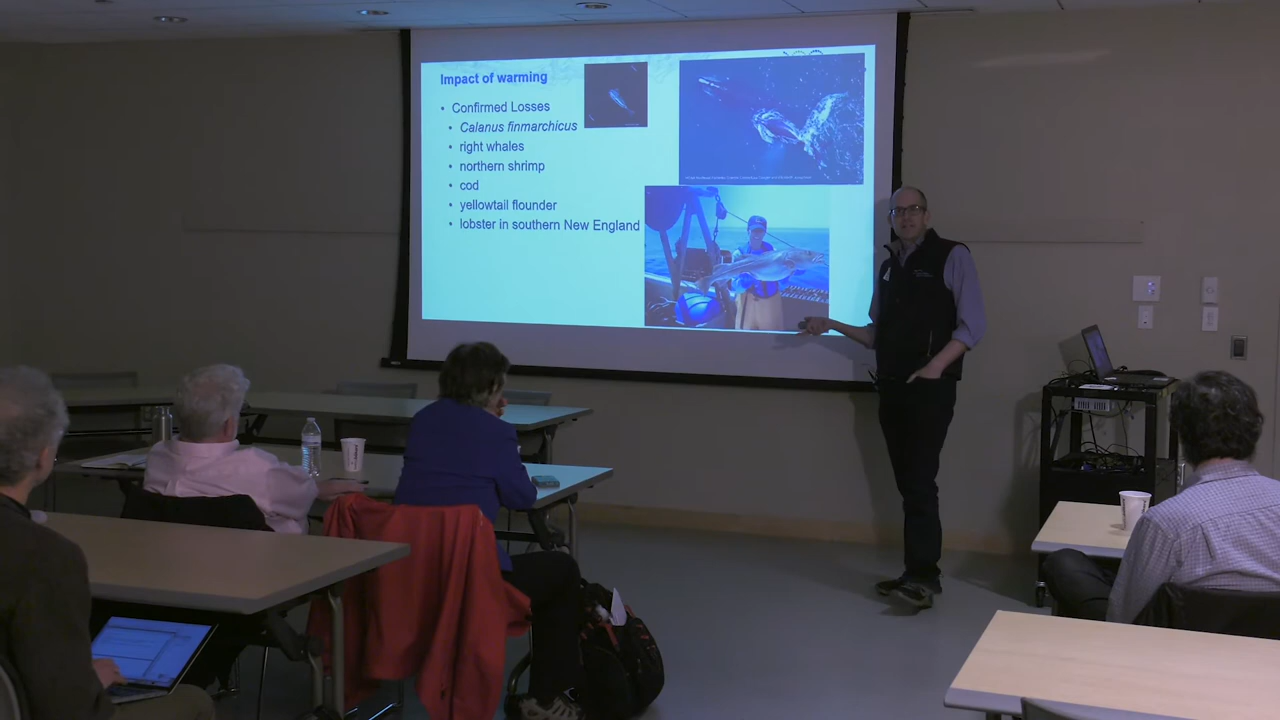 Impact of warming
• Confirmed Losses
• Calanus finmarchicus
• right whales
• northern shrimp
• cod
• yellowtail flounder
• lobster in southern New England